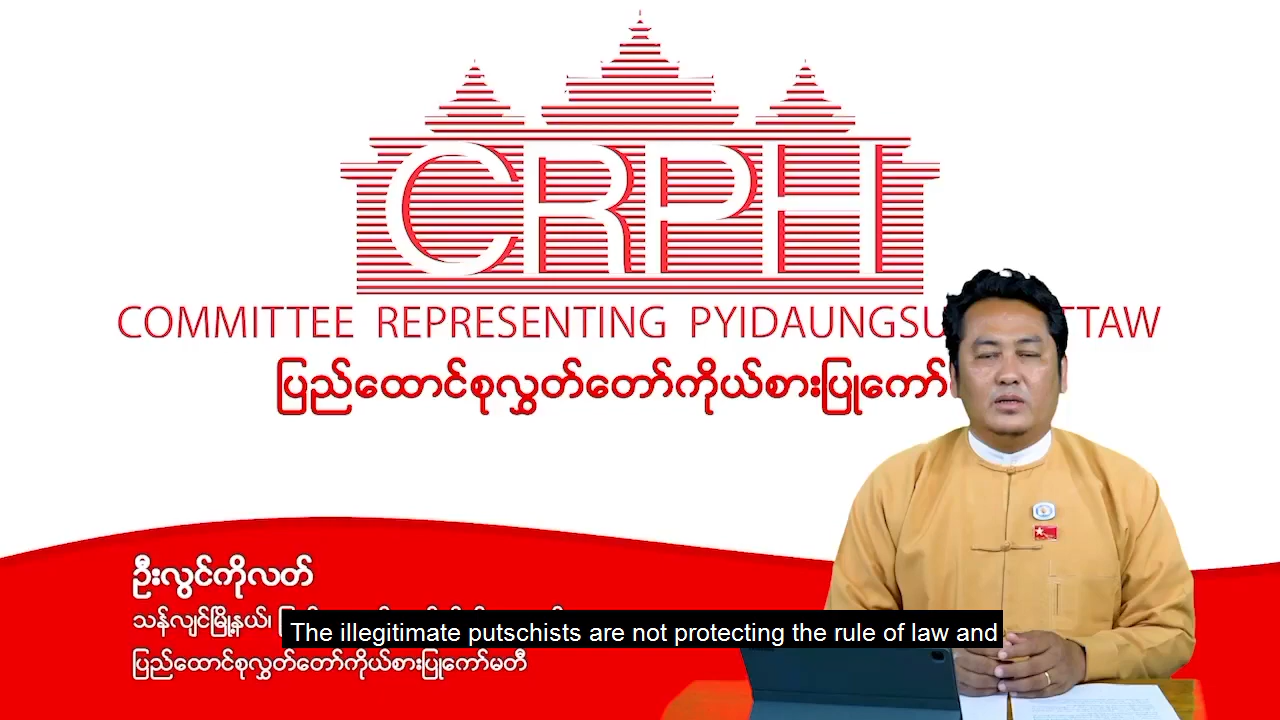 CRPH
COMMITTEE REPRESENTING PYIDAUNGSU TTAW
ပြည်ထောင်စုလွှတ်တော်ကိုယ်စားပြုကော်
ဦးလွင်ကိုလတ်
သန်လျင်မြို့နယ်၊
The illegitimate putschists are not protecting the rule of law and
ပြည်ထောင်စုလွှတ်တော်ကိုယ်စားပြုကော်မတီ